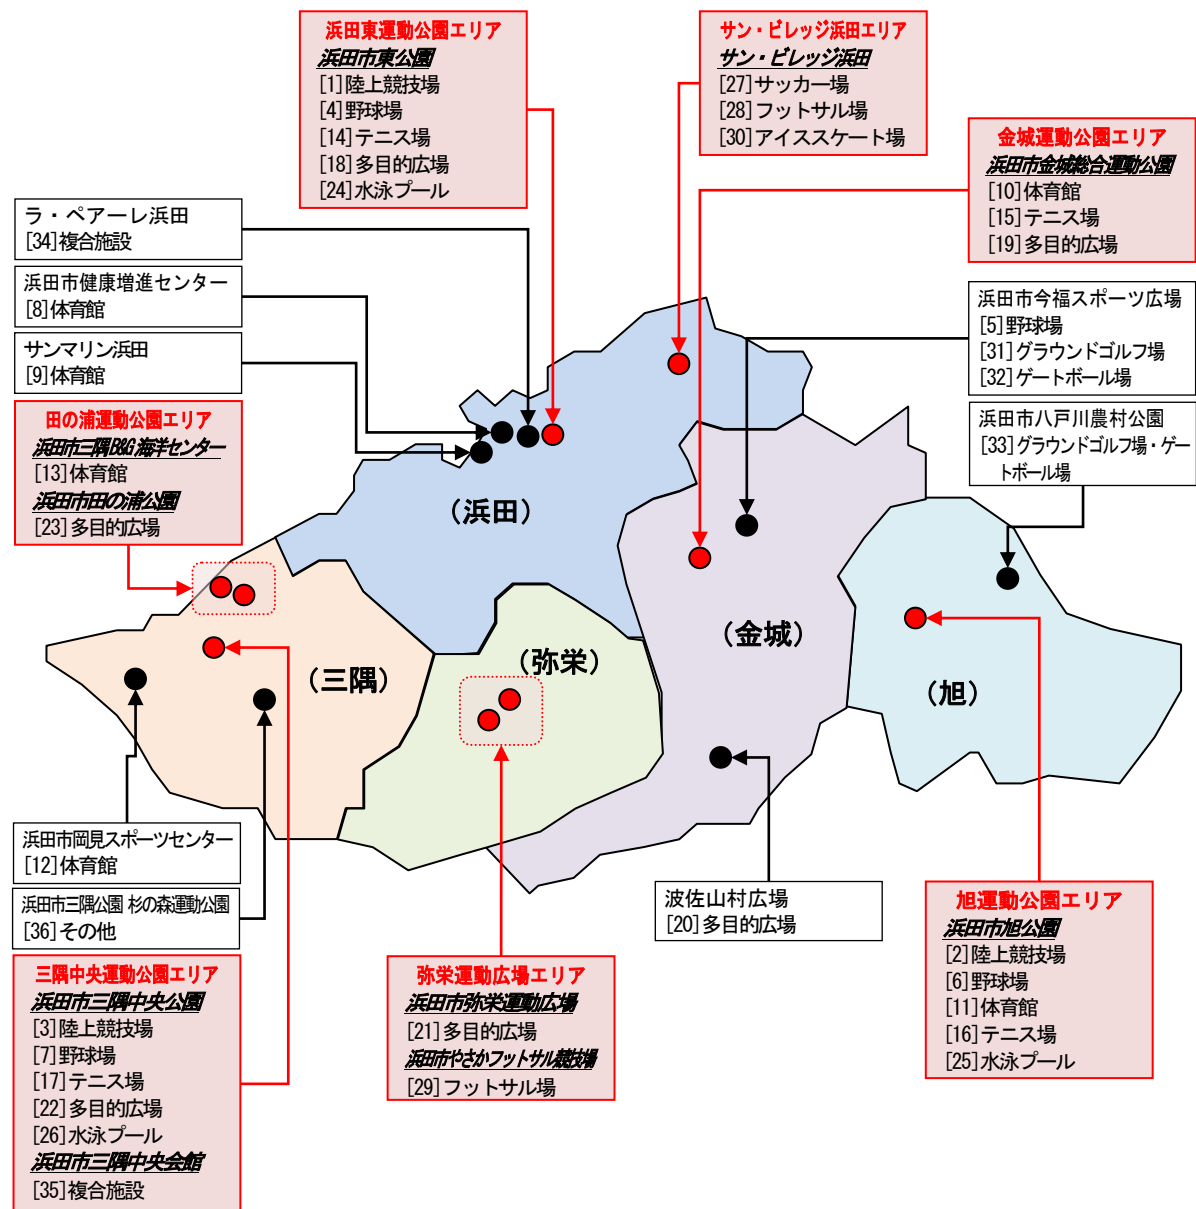 浜田東運動公園エリア
浜田市東公園
[1]陸上競技場
[4]野球場
[14]テニス場
[18]多目的広場
[24]水泳プール
サン・ビレッジ浜田エリア
サン・ビレッジ浜田
[27]サッカー場
[28]フットサル場
[30]アイススケート場
金城運動公園エリア
浜田市金城総合運動公園
[10]体育館
[15]テニス場
[19]多目的広場
ラ・ペアーレ浜田
[34]複合施設
浜田市健康増進センター
[8]体育館
サンマリン浜田
[9]体育館
田の浦運動公園エリア
浜田市三隅B&G海洋センター
[13]体育館
浜田市田の浦公園
[23]多目的広場
浜田市今福スポーツ広場
[5]野球場
[31]グラウンドゴルフ場
[32]ゲートボール場
浜田市八戸川農村公園
[33]グラウンドゴルフ場・ゲー
トボール場
(浜田)
(金城)
(弥栄)
(三隅)
(旭)
浜田市岡見スポーツセンター
[12]体育館
浜田市三隅公園 杉の森運動公園
[36]その他
三隅中央運動公園エリア
浜田市三隅中央公園
[3]陸上競技場
[7]野球場
[17]テニス場
[22]多目的広場
[26]水泳プール
浜田市三隅中央会館
[35]複合施設
弥栄運動広場エリア
浜田市弥栄運動広場
[21]多目的広場
浜田市やさかフットサル競技場
[29]フットサル場
波佐山村広場
[20]多目的広場
旭運動公園エリア
浜田市旭公園
[2]陸上競技場
[6]野球場
[11]体育館
[16]テニス場
[25]水泳プール